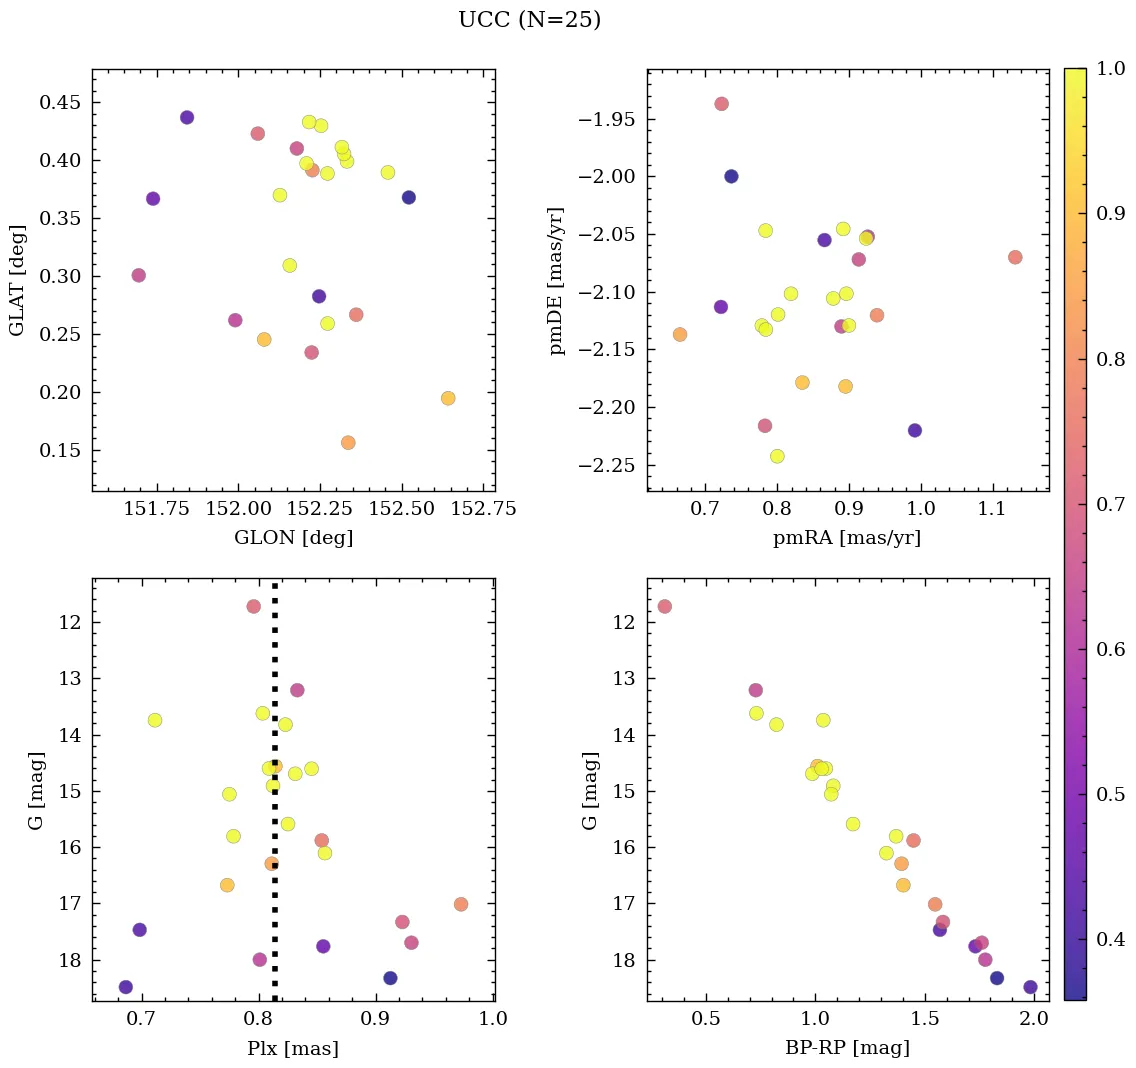 UCC (N=25)
0.45
0.40
0.35
0.30
0.25
0.20
0.15
GLAT [deg]
151.75 152.00 152.25 152.50 152.75
GLON [deg]
−1.95
−2.00
−2.05
−2.10
−2.15
−2.20
−2.25
pmDE [mas/yr]
0.7 0.8 0.9 1.0 1.1
pmRA [mas/yr]
12
13
14
15
16
17
18
G [mag]
0.7 0.8 0.9 1.0
Plx [mas]
12
13
14
15
16
17
18
G [mag]
0.5 1.0 1.5 2.0
BP-RP [mag]
1.0
0.9
0.8
0.7
0.6
0.5
0.4